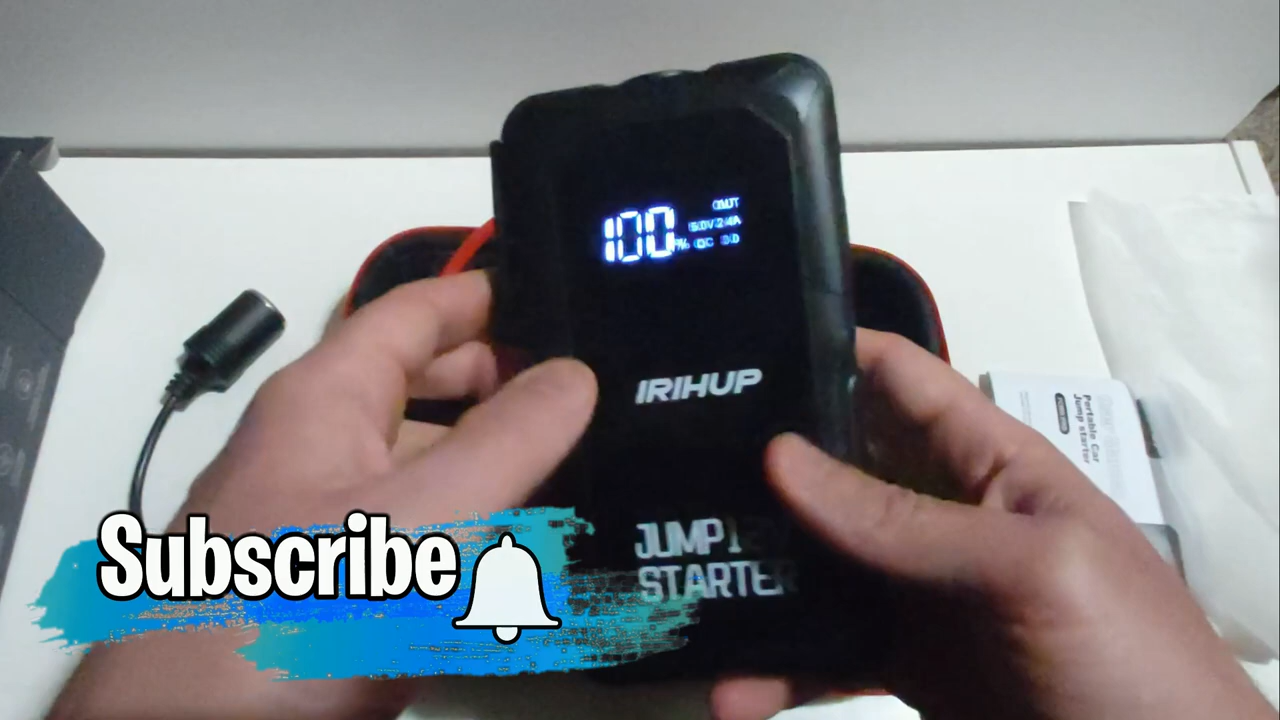 100%
OUT
5.0V 2.4A
IRIHUP
JUMP
STARTER
Portable Car
Jump starter
Subscribe